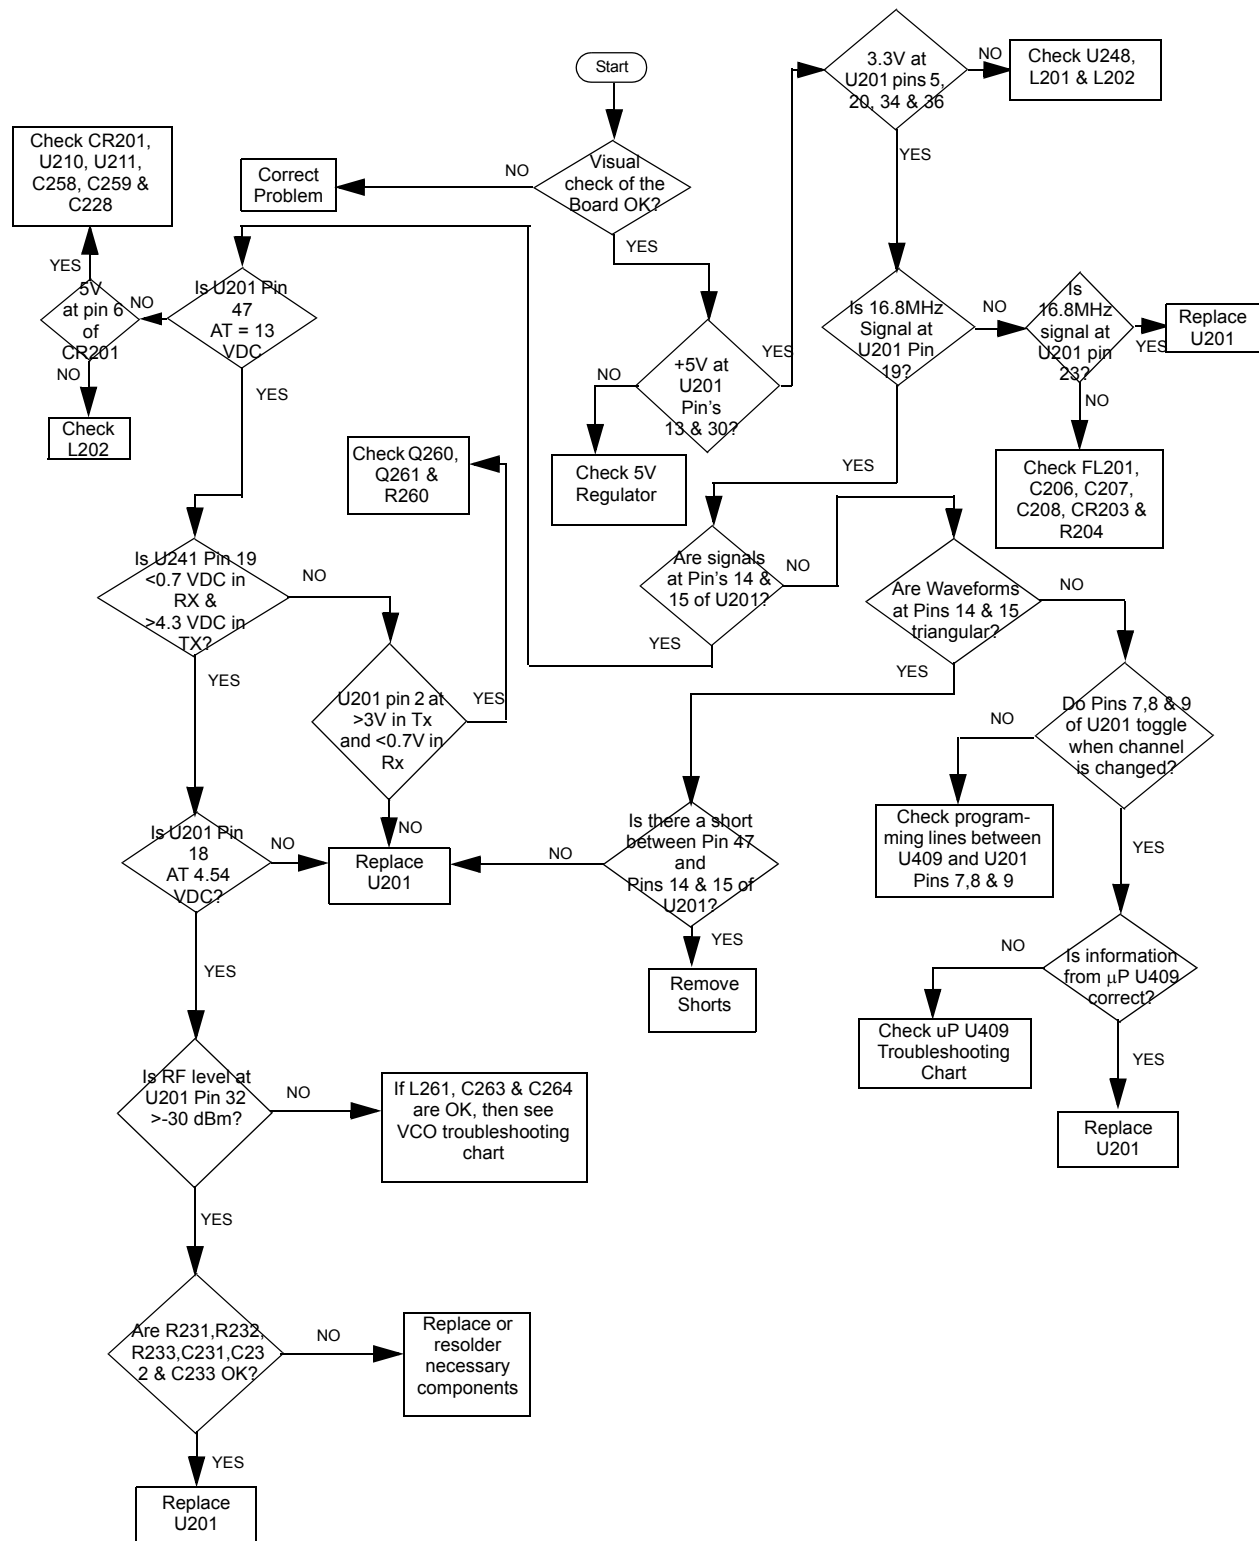 Start
Visual
check of the
Board OK?
NO
Correct
Problem
YES
+5V at
U201
Pin's
13 & 30?
NO
Check 5V
Regulator
YES
3.3V at
U201 pins 5,
20, 34 & 36
NO
Check U248,
L201 & L202
YES
Is 16.8MHz
Signal at
U201 Pin
19?
NO
Is
16.8MHz
signal at
U201 pin
23?
YES
Replace
U201
NO
Check FL201,
C206, C207,
C208, CR203 &
R204
YES
Are signals
at Pin's 14 &
15 of U201?
NO
Are Waveforms
at Pins 14 & 15
triangular?
NO
Do Pins 7,8 & 9
of U201 toggle
when channel
is changed?
NO
Check program-
ming lines between
U409 and U201
Pins 7,8 & 9
YES
Is information
from μP U409
correct?
NO
Check uP U409
Troubleshooting
Chart
YES
Replace
U201
YES
Is there a short
between Pin 47
and
Pins 14 & 15 of
U201?
NO
YES
Remove
Shorts
YES
Is U201 Pin
47
AT = 13
VDC
NO
5V
at pin 6
of
CR201
YES
Check CR201,
U210, U211,
C258, C259 &
C228
NO
Check
L202
YES
Is U241 Pin 19
<0.7 VDC in
RX &
>4.3 VDC in
TX?
NO
U201 pin 2 at
>3V in Tx
and <0.7V in
Rx
YES
Check Q260,
Q261 &
R260
NO
Replace
U201
YES
Is U201 Pin
18
AT 4.54
VDC?
NO
YES
Is RF level at
U201 Pin 32
>-30 dBm?
NO
If L261, C263 & C264
are OK, then see
VCO troubleshooting
chart
YES
Are R231,R232,
R233,C231,C23
2 & C233 OK?
NO
Replace or
resolder
necessary
components
YES
Replace
U201